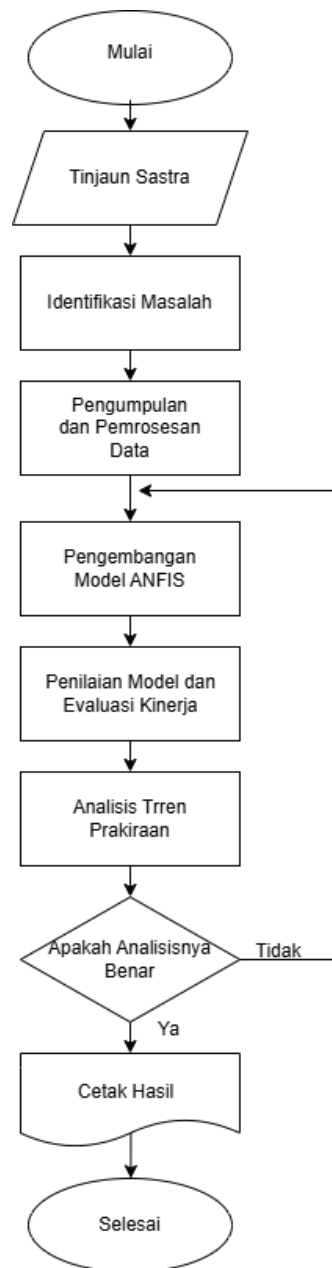 Mulai
Tinjaun Sastra
Identifikasi Masalah
Pengumpulan
dan Pemrosesan
Data
Pengembangan
Model ANFIS
Penilaian Model dan
Evaluasi Kinerja
Analisis Trren
Prakiraan
Apakah Analisisnya
Benar
Tidak
Ya
Cetak Hasil
Selesai